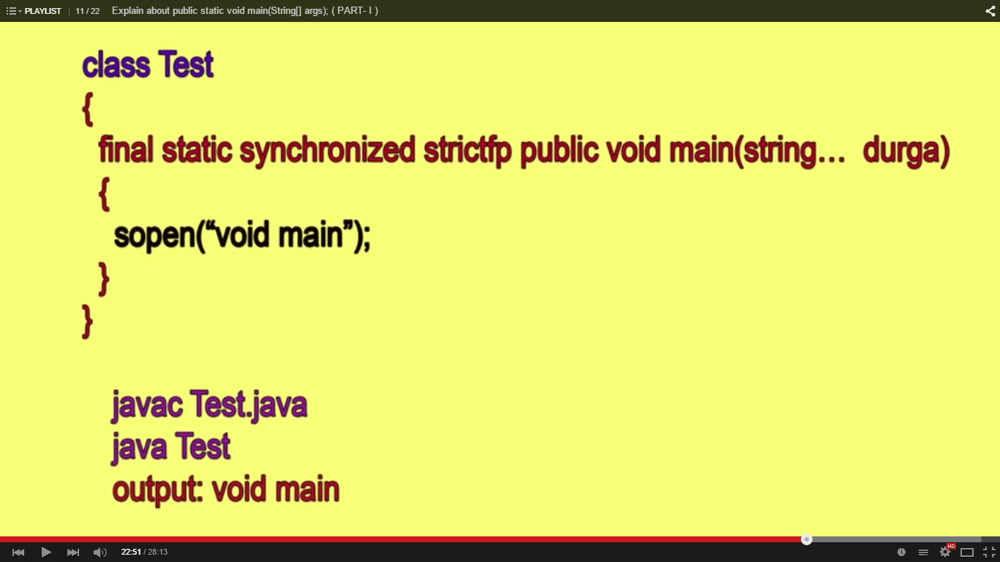 PLAYLIST | 11 / 22 Explain about public static void main(String[] args); ( PART- I )
class Test
{
final static synchronized strictfp public void main(string... durga)
{
sopen(“void main”);
}
}
javac Test.java
java Test
output: void main
22:51 / 28:13
HD